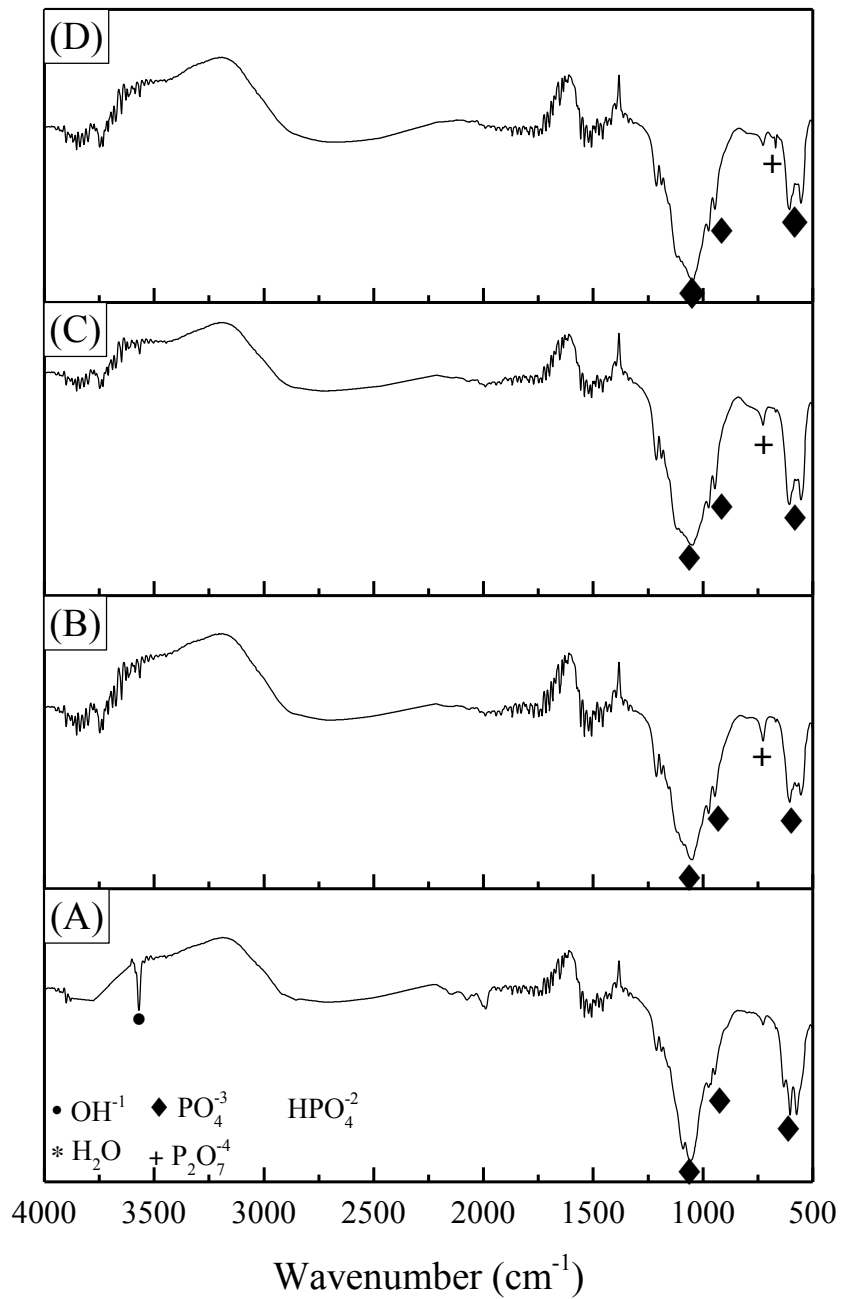 (D)
(C)
(B)
(A)
• OH⁻¹ ◆ PO₄⁻³ HPO₄⁻²
* H₂O + P₂O₇⁻⁴
4000 3500 3000 2500 2000 1500 1000 500
Wavenumber (cm⁻¹)